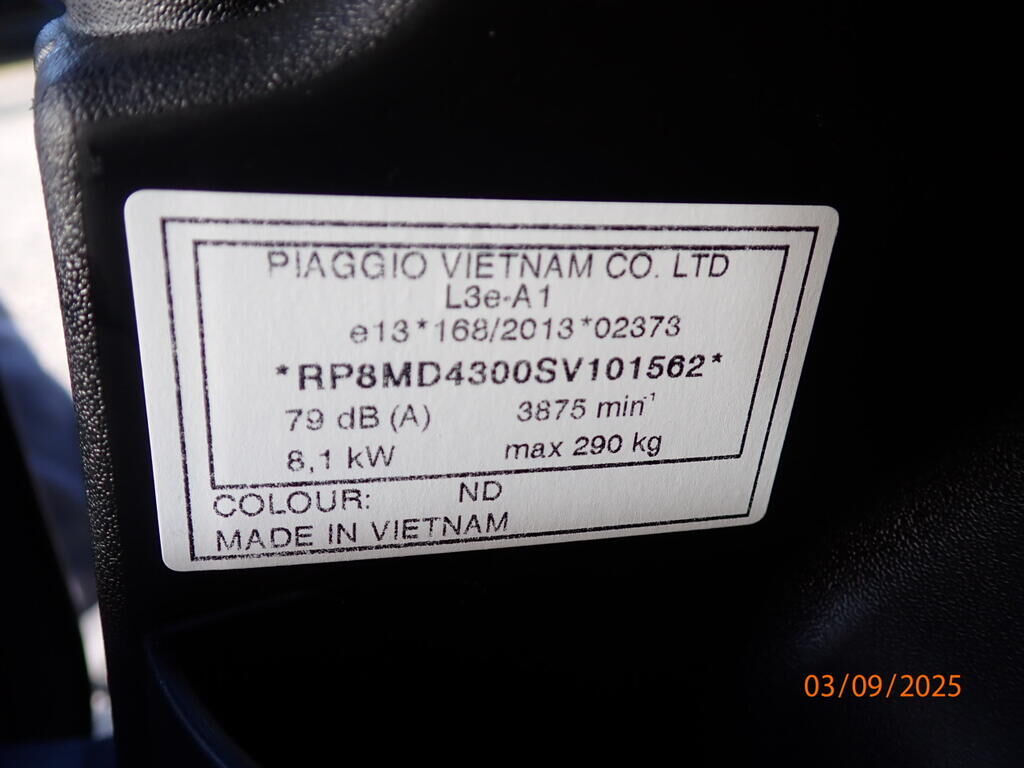 PIAGGIO VIETNAM CO. LTD
L3e-A1
e13*168/2013*02373
*RP8MD4300SV101562*
79 dB (A) 3875 min-1
8,1 kW max 290 kg
COLOUR: ND
MADE IN VIETNAM
03/09/2025